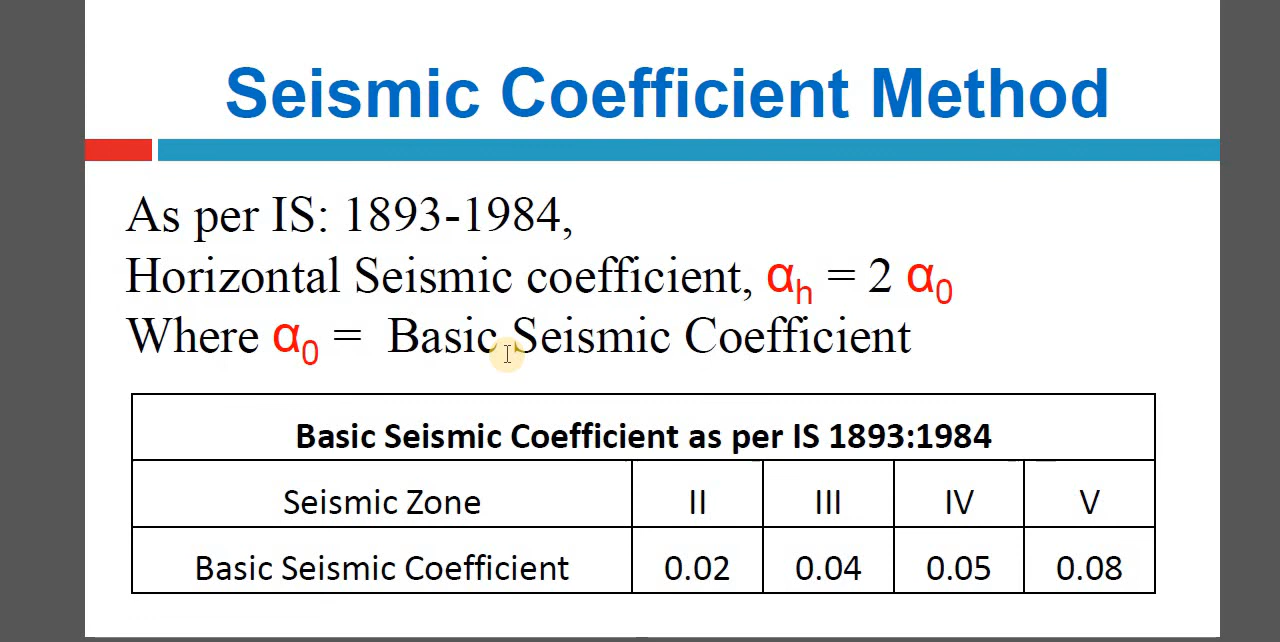 Seismic Coefficient Method
As per IS: 1893-1984,
Horizontal Seismic coefficient, αh = 2 α0
Where α0 = Basic Seismic Coefficient
Basic Seismic Coefficient as per IS 1893:1984
Seismic Zone II III IV V
Basic Seismic Coefficient 0.02 0.04 0.05 0.08